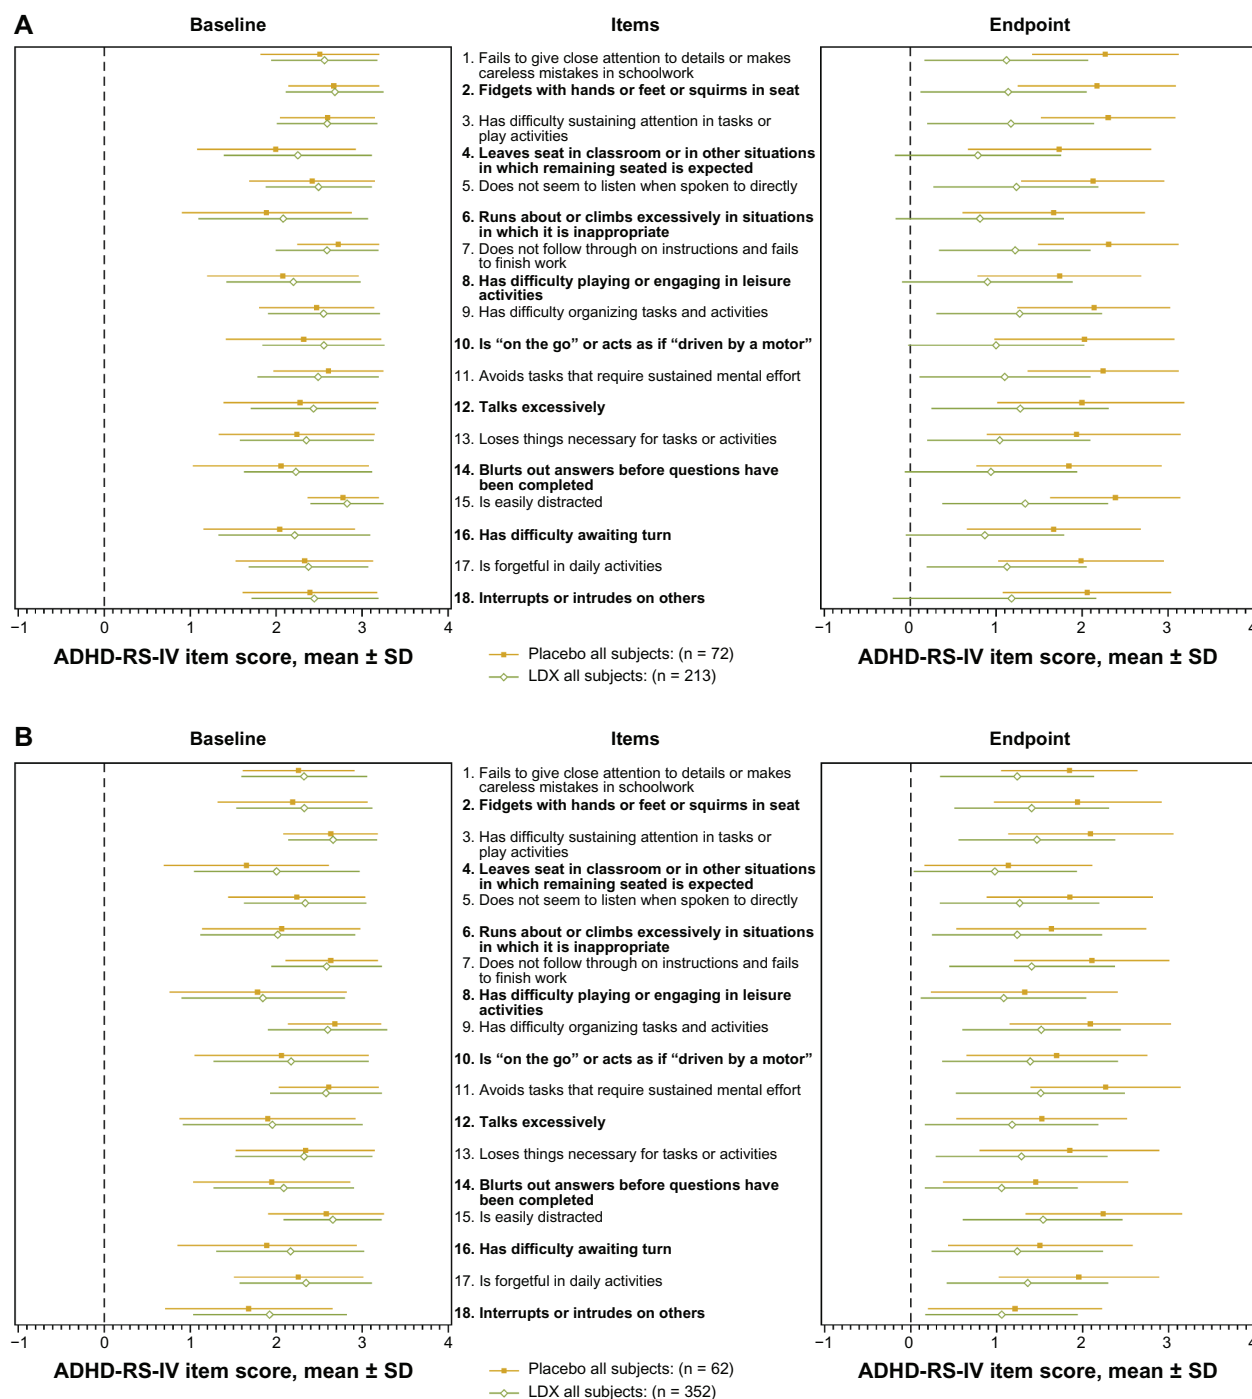 A
Baseline
Items
Endpoint
1. Fails to give close attention to details or makes
careless mistakes in schoolwork
2. Fidgets with hands or feet or squirms in seat
3. Has difficulty sustaining attention in tasks or
play activities
4. Leaves seat in classroom or in other situations
in which remaining seated is expected
5. Does not seem to listen when spoken to directly
6. Runs about or climbs excessively in situations
in which it is inappropriate
7. Does not follow through on instructions and fails
to finish work
8. Has difficulty playing or engaging in leisure
activities
9. Has difficulty organizing tasks and activities
10. Is “on the go” or acts as if “driven by a motor”
11. Avoids tasks that require sustained mental effort
12. Talks excessively
13. Loses things necessary for tasks or activities
14. Blurts out answers before questions have
been completed
15. Is easily distracted
16. Has difficulty awaiting turn
17. Is forgetful in daily activities
18. Interrupts or intrudes on others
−1 0 1 2 3 4
−1 0 1 2 3 4
ADHD-RS-IV item score, mean ± SD
ADHD-RS-IV item score, mean ± SD
Placebo all subjects: (n = 72)
LDX all subjects: (n = 213)
B
Baseline
Items
Endpoint
1. Fails to give close attention to details or makes
careless mistakes in schoolwork
2. Fidgets with hands or feet or squirms in seat
3. Has difficulty sustaining attention in tasks or
play activities
4. Leaves seat in classroom or in other situations
in which remaining seated is expected
5. Does not seem to listen when spoken to directly
6. Runs about or climbs excessively in situations
in which it is inappropriate
7. Does not follow through on instructions and fails
to finish work
8. Has difficulty playing or engaging in leisure
activities
9. Has difficulty organizing tasks and activities
10. Is “on the go” or acts as if “driven by a motor”
11. Avoids tasks that require sustained mental effort
12. Talks excessively
13. Loses things necessary for tasks or activities
14. Blurts out answers before questions have
been completed
15. Is easily distracted
16. Has difficulty awaiting turn
17. Is forgetful in daily activities
18. Interrupts or intrudes on others
−1 0 1 2 3 4
−1 0 1 2 3 4
ADHD-RS-IV item score, mean ± SD
ADHD-RS-IV item score, mean ± SD
Placebo all subjects: (n = 62)
LDX all subjects: (n = 352)